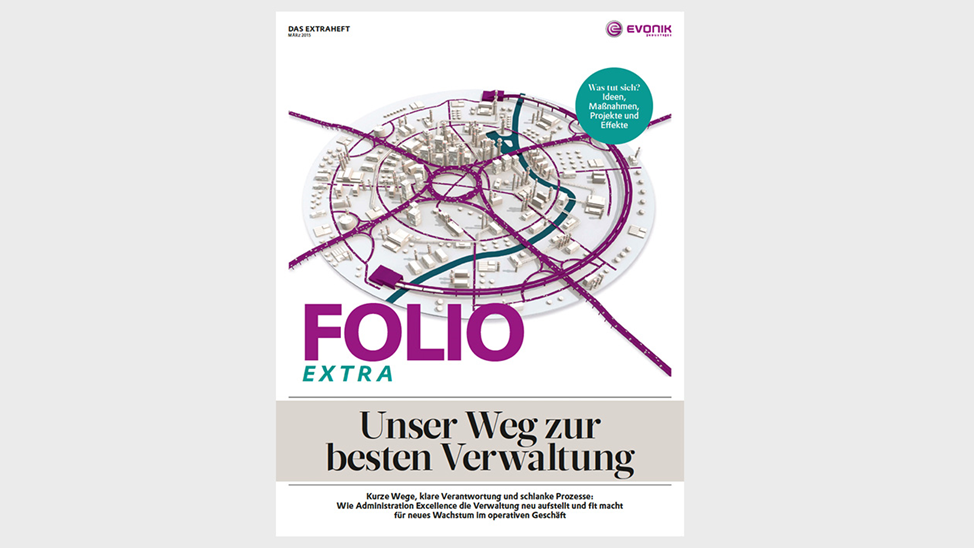 DAS EXTRAHEFT
MÄRZ 2013
EVONIK
INDUSTRIES
Was tut sich?
Ideen,
Maßnahmen,
Projekte und
Effekte
FOLIO
EXTRA
Unser Weg zur
besten Verwaltung
Kurze Wege, klare Verantwortung und schlanke Prozesse:
Wie Administration Excellence die Verwaltung neu aufstellt und fit macht
für neues Wachstum im operativen Geschäft